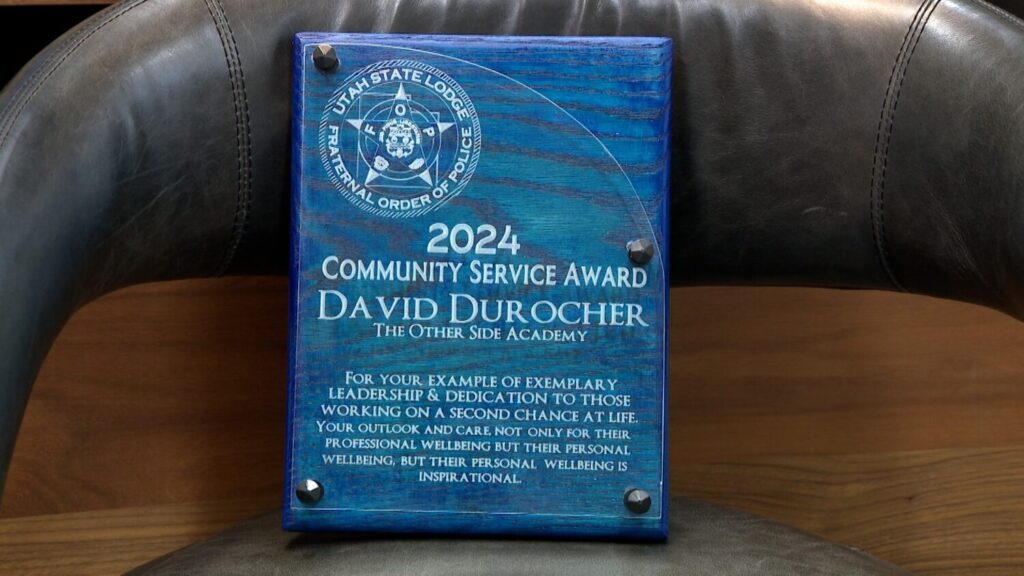 UTAH STATE LODGE
F O P
FRATERNAL ORDER OF POLICE
2024
COMMUNITY SERVICE AWARD
DAVID DUROCHER
THE OTHER SIDE ACADEMY
FOR YOUR EXAMPLE OF EXEMPLARY
LEADERSHIP & DEDICATION TO THOSE
WORKING ON A SECOND CHANCE AT LIFE.
YOUR OUTLOOK AND CARE, NOT ONLY FOR THEIR
PROFESSIONAL WELLBEING BUT THEIR PERSONAL
WELLBEING, BUT THEIR PERSONAL WELLBEING IS
INSPIRATIONAL.